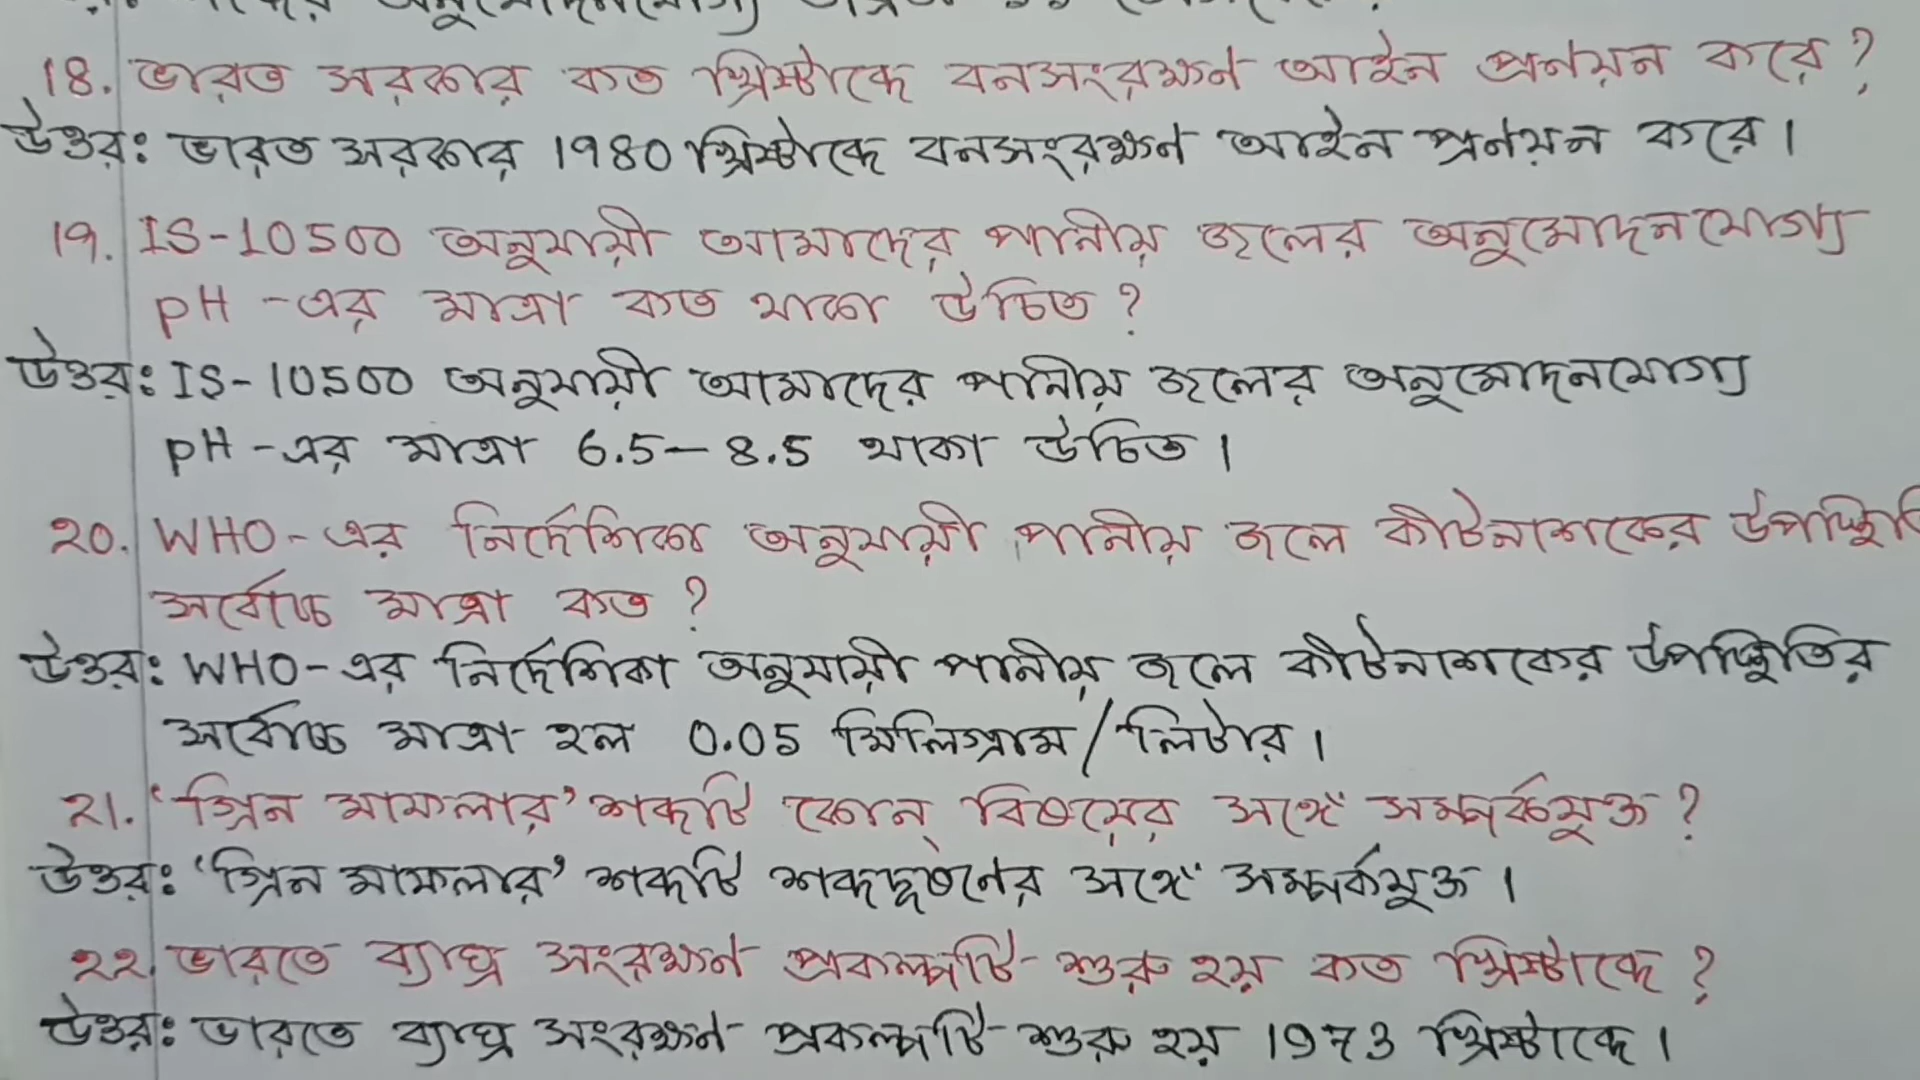 18. ভারত সরকার কত খ্রিস্টাব্দে বনসংরক্ষণ আইন প্রনয়ন করে ?
উত্তর: ভারত সরকার 1980 খ্রিস্টাব্দে বনসংরক্ষণ আইন প্রনয়ন করে।
19. IS-10500 অনুযায়ী আমাদের পানীয় জলের অনুমোদনযোগ্য
pH -এর মাত্রা কত থাকা উচিত ?
উত্তর: IS-10500 অনুযায়ী আমাদের পানীয় জলের অনুমোদনযোগ্য
pH-এর মাত্রা 6.5–8.5 থাকা উচিত।
20. WHO-এর নির্দেশিকা অনুযায়ী পানীয় জলে কীটনাশকের
সর্বোচ্চ মাত্রা কত ?
উত্তর: WHO-এর নির্দেশিকা অনুযায়ী পানীয় জলে কীটনাশকের উপস্থিতির
সর্বোচ্চ মাত্রা হল 0.05 মিলিগ্রাম/লিটার।
21. ‘গ্রিন মাফলার’ শব্দটি কোন্ বিষয়ের সঙ্গে সম্পর্কযুক্ত ?
উত্তর: ‘গ্রিন মাফলার’ শব্দটি শব্দদূষণের সঙ্গে সম্পর্কযুক্ত।
22. ভারতে ব্যাঘ্র সংরক্ষণ প্রকল্পটি শুরু হয় কত খ্রিস্টাব্দে ?
উত্তর: ভারতে ব্যাঘ্র সংরক্ষণ প্রকল্পটি শুরু হয় 1973 খ্রিস্টাব্দে।